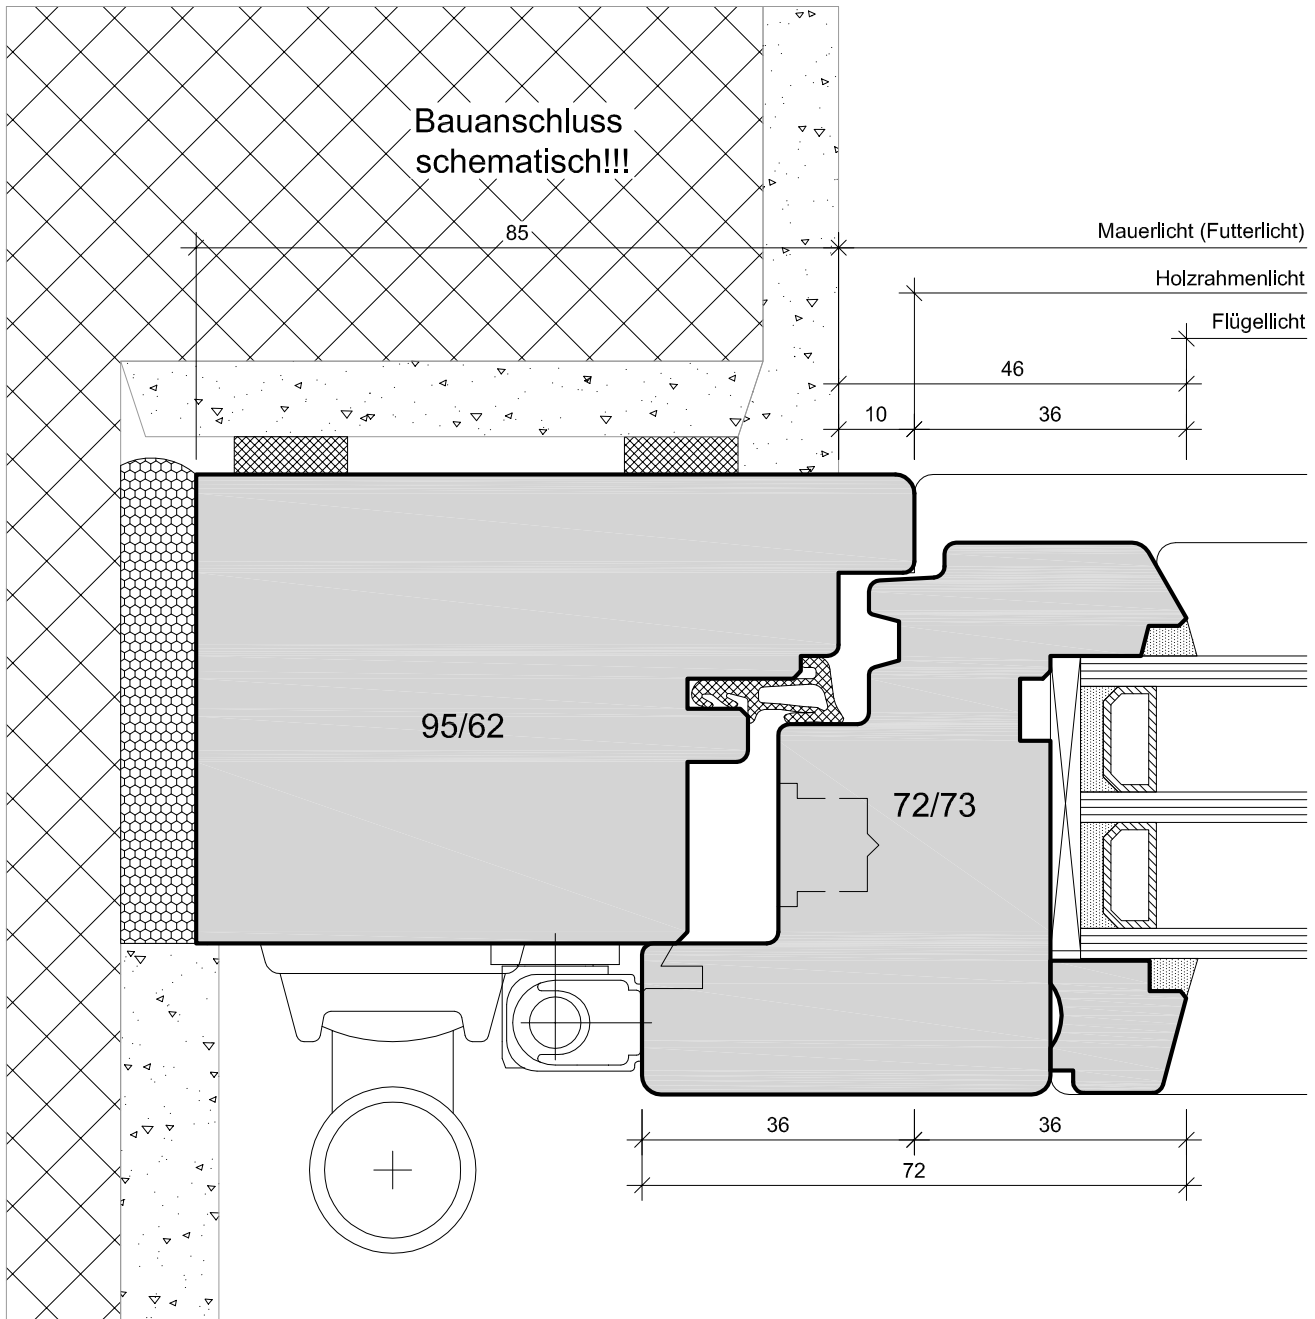 Bauanschluss
schematisch!!!
85
Mauerlicht (Futterlicht)
Holzrahmenlicht
Flügellicht
46
10
36
95/62
72/73
36
36
72